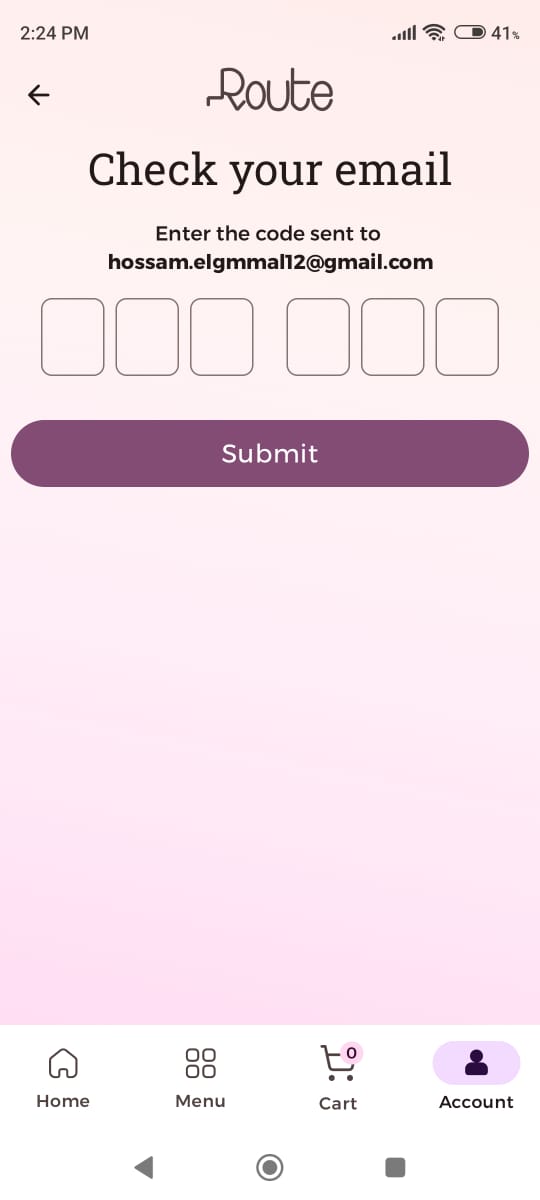 2:24 PM
41%
Route
Check your email
Enter the code sent to
hossam.elgmmal12@gmail.com
Submit
0
Home
Menu
Cart
Account